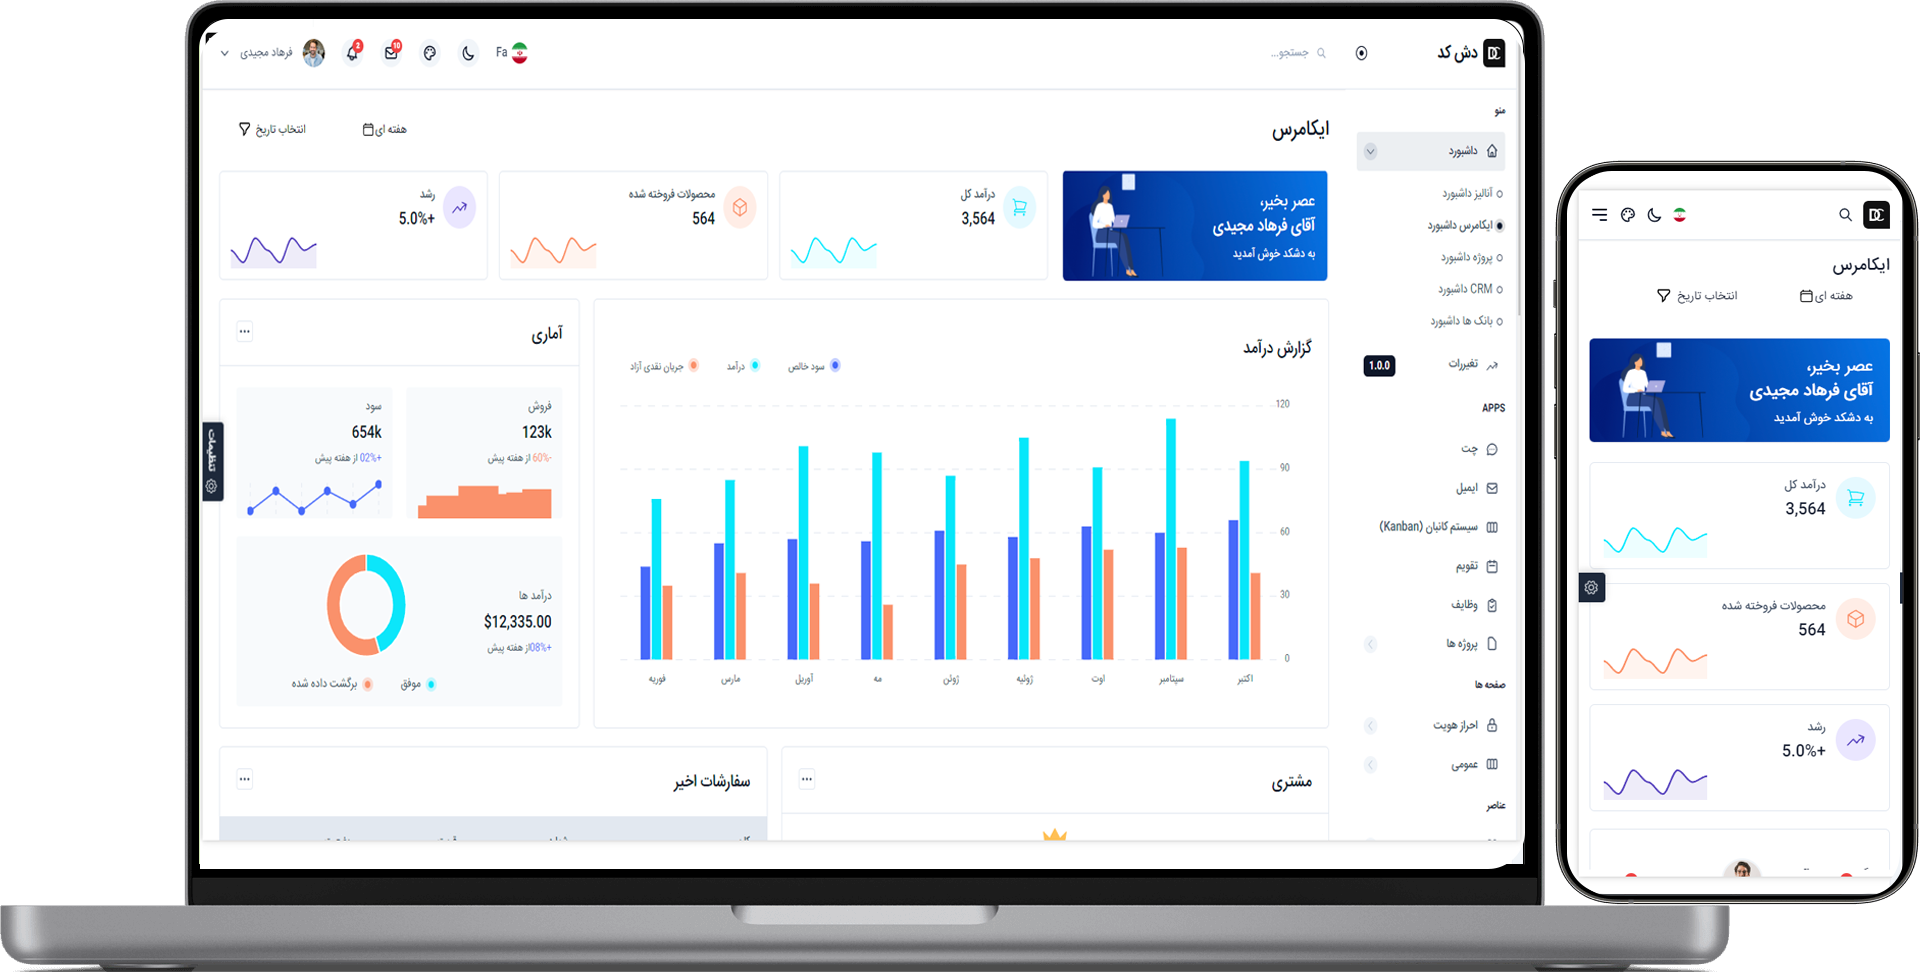 دش کد
جستجو...
Fa
10
2
فرهاد مجیدی
منو
داشبورد
آنالیز داشبورد
ایکامرس داشبورد
پروژه داشبورد
CRM داشبورد
بانک ها داشبورد
تغیررات
1.0.0
APPS
چت
ایمیل
سیستم کانبان (Kanban)
تقویم
وظایف
پروژه ها
صفحه ها
احراز هویت
عمومی
عناصر
ایکامرس
هفته ای
انتخاب تاریخ
عصر بخیر،
آقای فرهاد مجیدی
به دشکد خوش آمدید
درآمد کل
3,564
محصولات فروخته شده
564
رشد
5.0%+
گزارش درآمد
سود خالص
درآمد
جریان نقدی آزاد
120
90
60
30
0
فوریه
مارس
آوریل
مه
ژوئن
ژوئیه
اوت
سپتامبر
اکتبر
آماری
فروش
123k
-60% از هفته پیش
سود
654k
+02% از هفته پیش
درآمد ها
$12,335.00
+08%از هفته پیش
موفق
برگشت داده شده
مشتری
سفارشات اخیر
تنظیمات
ایکامرس
هفته ای
انتخاب تاریخ
عصر بخیر،
آقای فرهاد مجیدی
به دشکد خوش آمدید
درآمد کل
3,564
محصولات فروخته شده
564
رشد
5.0%+